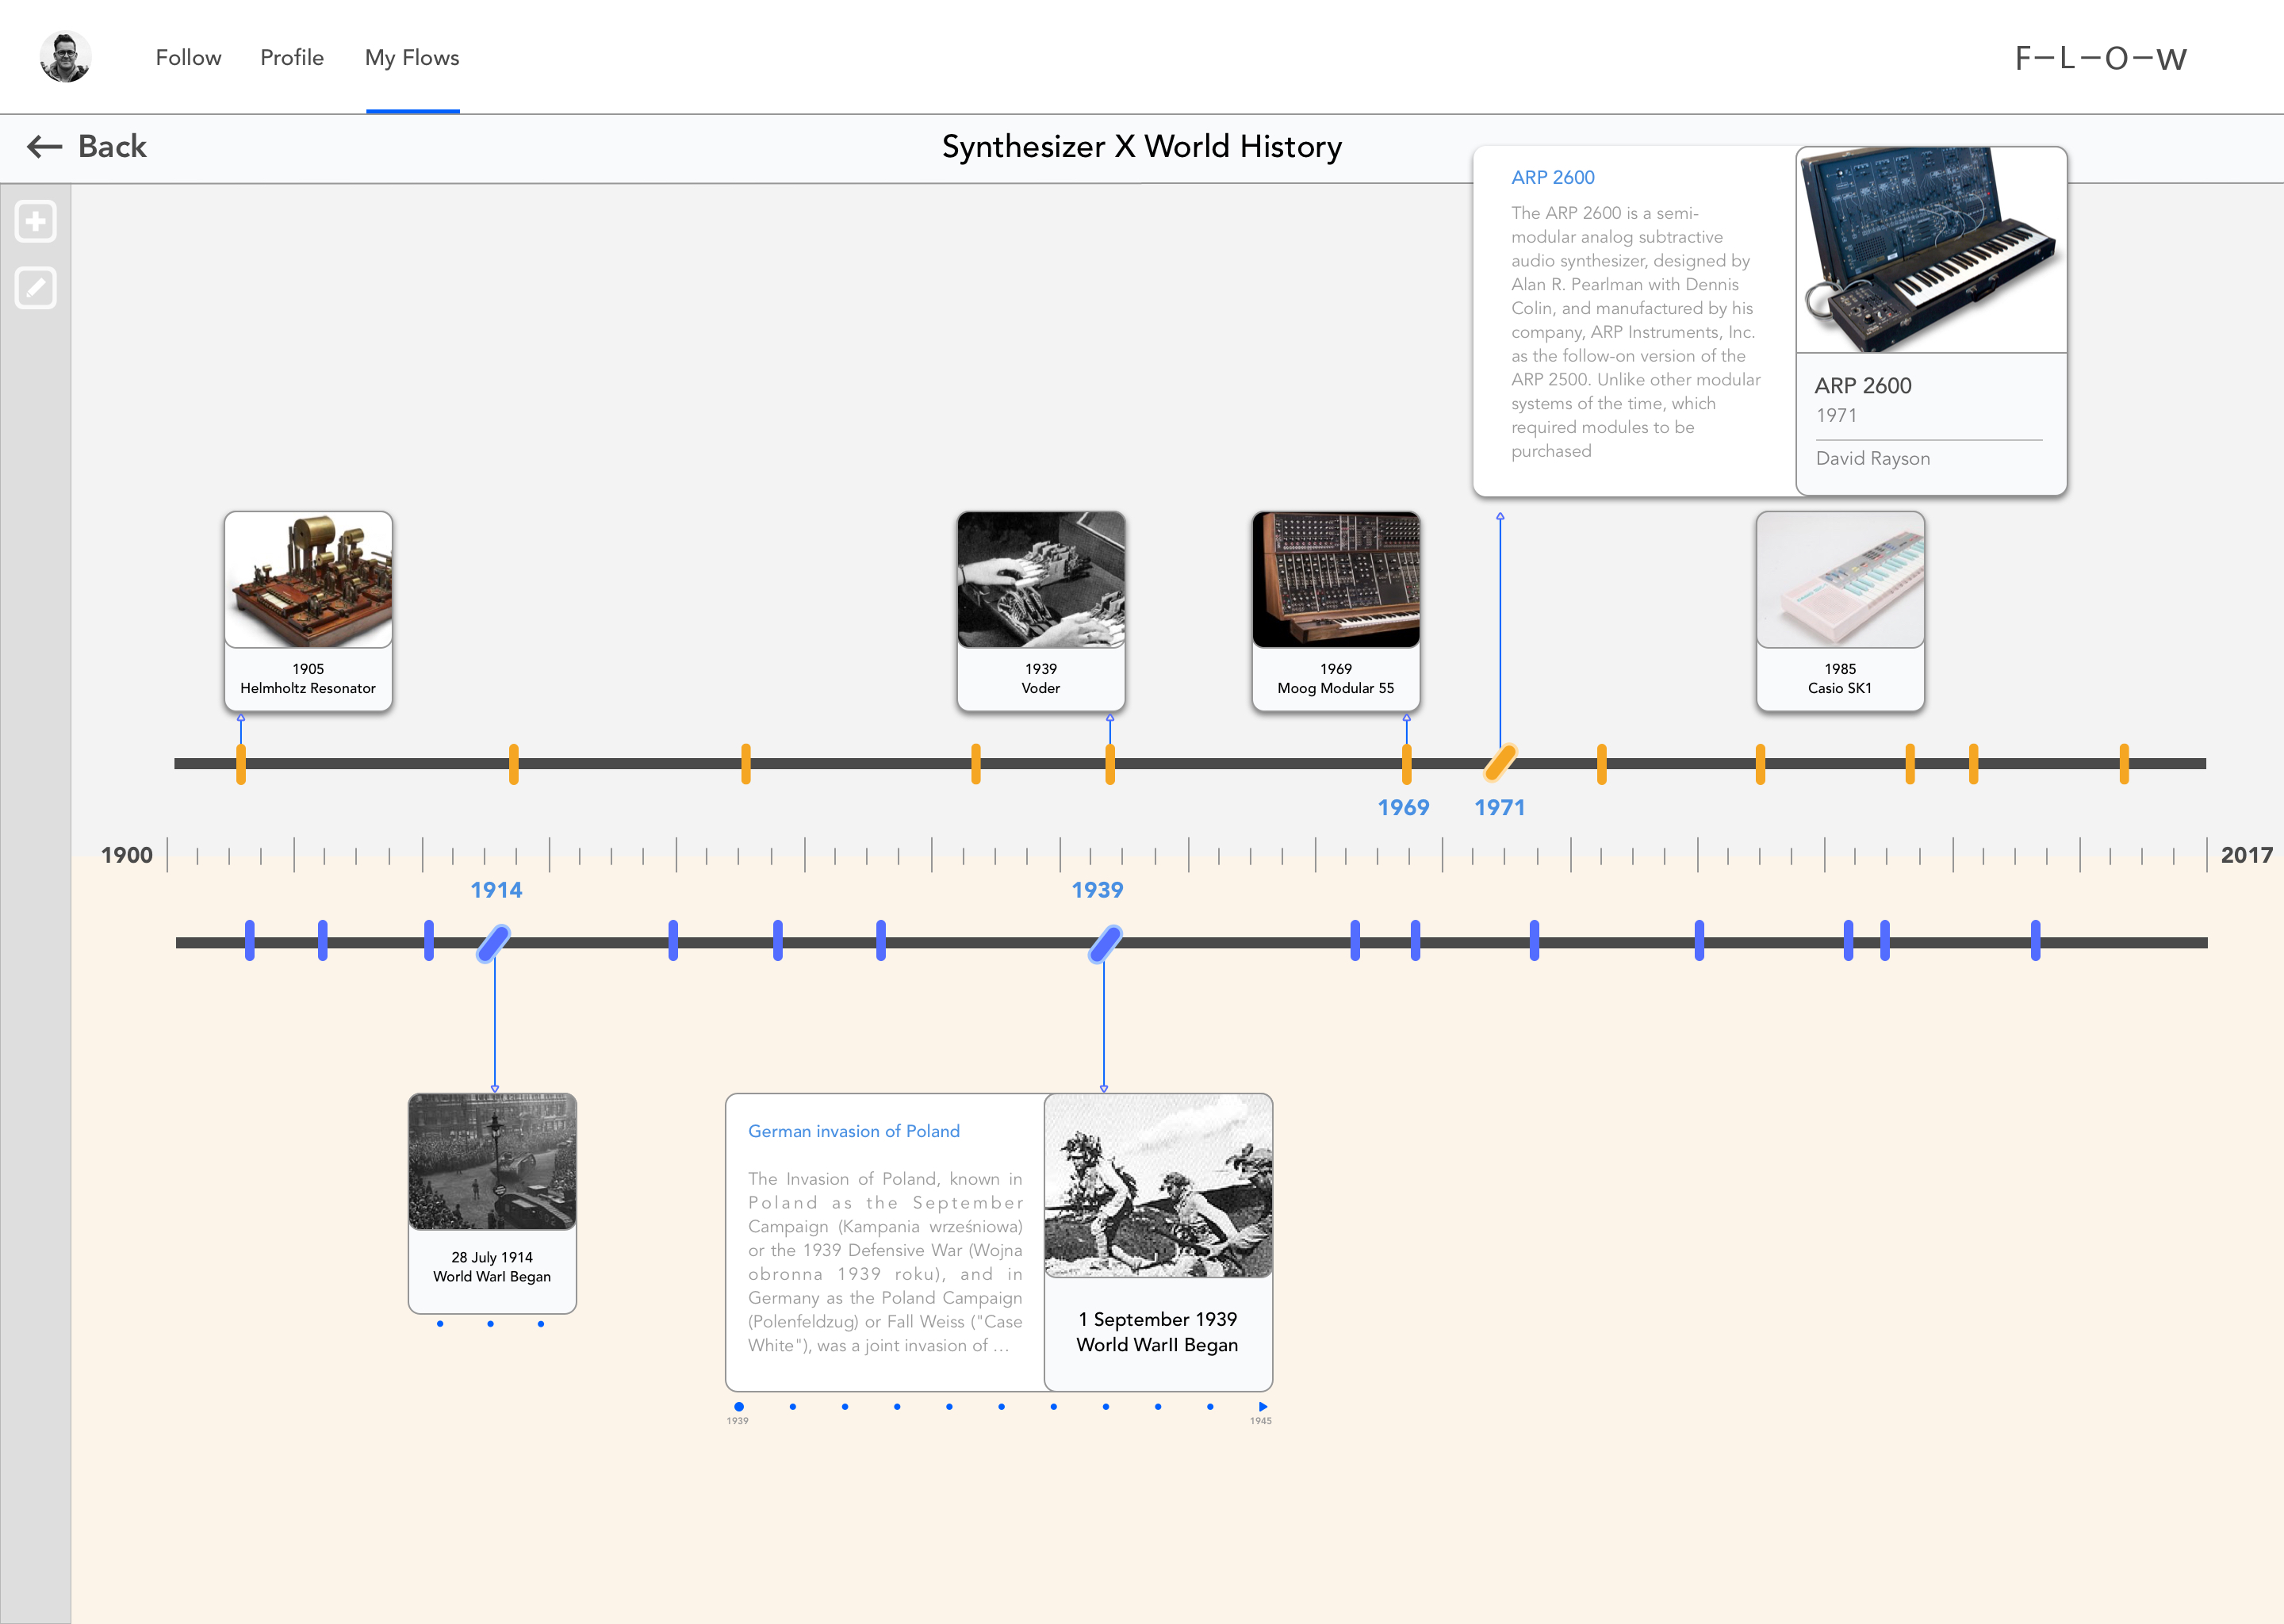 Follow
Profile
My Flows
F–L–O–W
Back
Synthesizer X World History
ARP 2600
The ARP 2600 is a semi-
modular analog subtractive
audio synthesizer, designed by
Alan R. Pearlman with Dennis
Colin, and manufactured by his
company, ARP Instruments, Inc.
as the follow-on version of the
ARP 2500. Unlike other modular
systems of the time, which
required modules to be
purchased
ARP 2600
1971
David Rayson
1905
Helmholtz Resonator
1939
Voder
1969
Moog Modular 55
1985
Casio SK1
1969
1971
1900
2017
1914
1939
28 July 1914
World WarI Began
German invasion of Poland
The Invasion of Poland, known in
Poland as the September
Campaign (Kampania wrześniowa)
or the 1939 Defensive War (Wojna
obronna 1939 roku), and in
Germany as the Poland Campaign
(Polenfeldzug) or Fall Weiss ("Case
White"), was a joint invasion of …
1 September 1939
World WarII Began
1939
1945